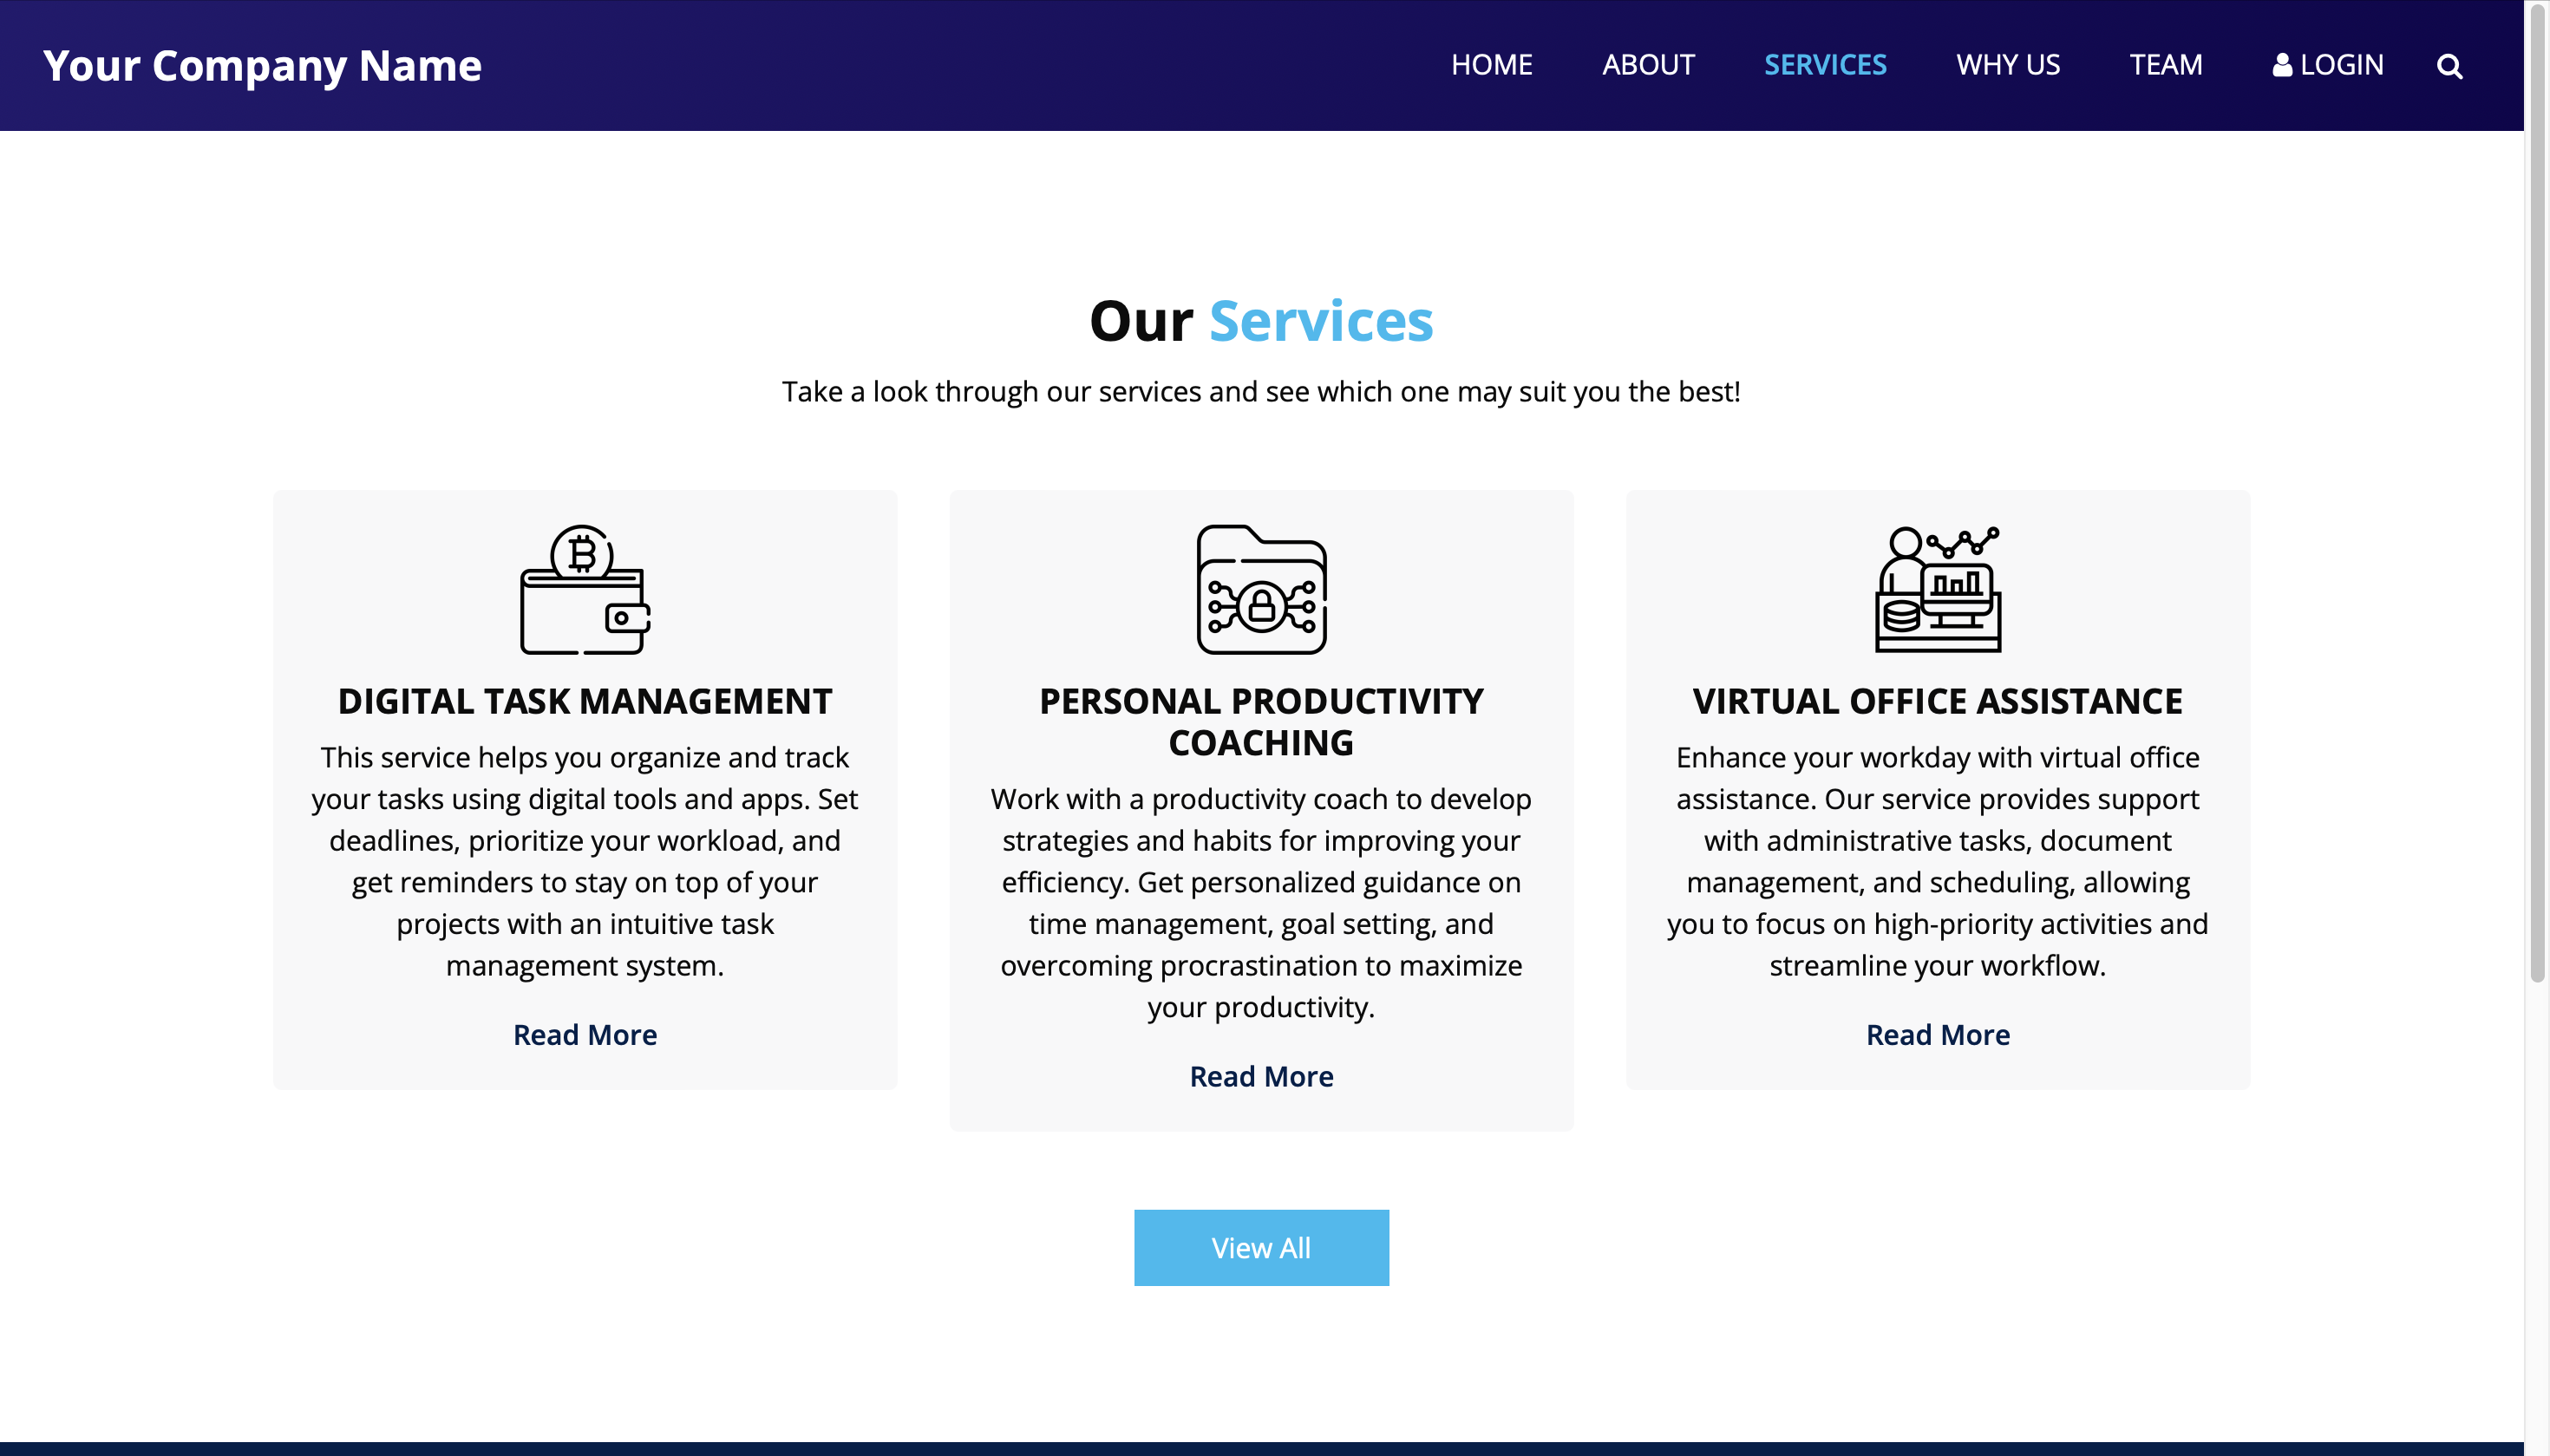 Your Company Name
HOME ABOUT SERVICES WHY US TEAM LOGIN
Our Services
Take a look through our services and see which one may suit you the best!
DIGITAL TASK MANAGEMENT
This service helps you organize and track
your tasks using digital tools and apps. Set
deadlines, prioritize your workload, and
get reminders to stay on top of your
projects with an intuitive task
management system.
Read More
PERSONAL PRODUCTIVITY
COACHING
Work with a productivity coach to develop
strategies and habits for improving your
efficiency. Get personalized guidance on
time management, goal setting, and
overcoming procrastination to maximize
your productivity.
Read More
VIRTUAL OFFICE ASSISTANCE
Enhance your workday with virtual office
assistance. Our service provides support
with administrative tasks, document
management, and scheduling, allowing
you to focus on high-priority activities and
streamline your workflow.
Read More
View All